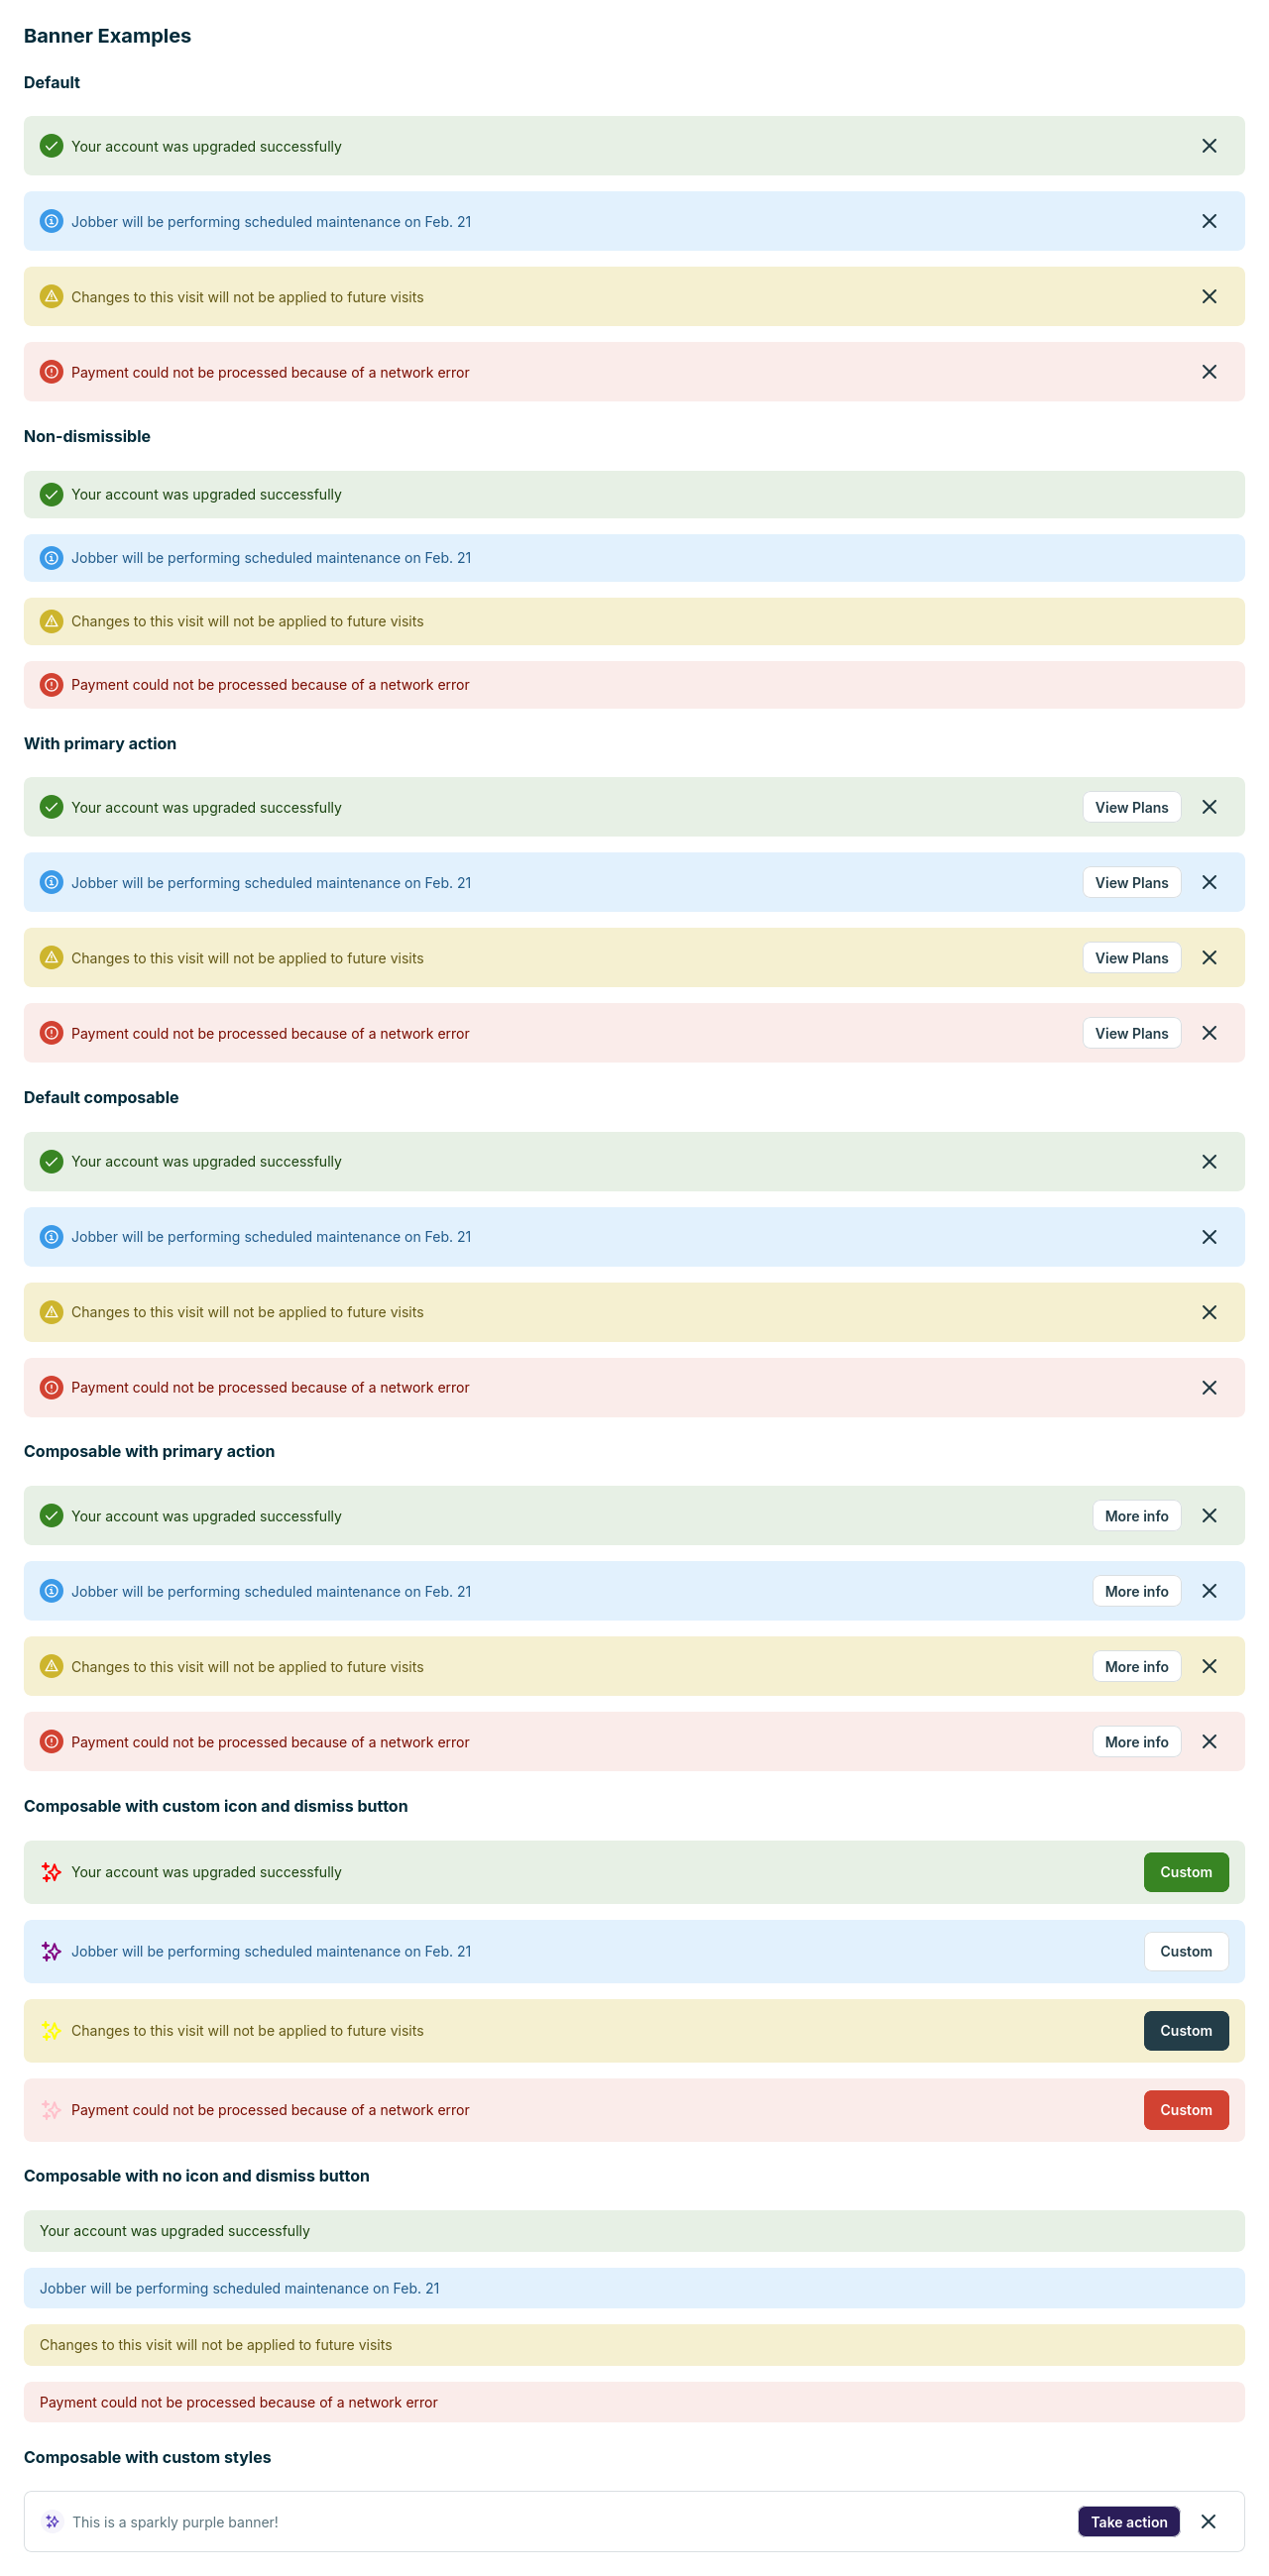 Banner Examples
Default
Your account was upgraded successfully
Jobber will be performing scheduled maintenance on Feb. 21
Changes to this visit will not be applied to future visits
Payment could not be processed because of a network error
Non-dismissible
Your account was upgraded successfully
Jobber will be performing scheduled maintenance on Feb. 21
Changes to this visit will not be applied to future visits
Payment could not be processed because of a network error
With primary action
Your account was upgraded successfully View Plans
Jobber will be performing scheduled maintenance on Feb. 21 View Plans
Changes to this visit will not be applied to future visits View Plans
Payment could not be processed because of a network error View Plans
Default composable
Your account was upgraded successfully
Jobber will be performing scheduled maintenance on Feb. 21
Changes to this visit will not be applied to future visits
Payment could not be processed because of a network error
Composable with primary action
Your account was upgraded successfully More info
Jobber will be performing scheduled maintenance on Feb. 21 More info
Changes to this visit will not be applied to future visits More info
Payment could not be processed because of a network error More info
Composable with custom icon and dismiss button
Your account was upgraded successfully Custom
Jobber will be performing scheduled maintenance on Feb. 21 Custom
Changes to this visit will not be applied to future visits Custom
Payment could not be processed because of a network error Custom
Composable with no icon and dismiss button
Your account was upgraded successfully
Jobber will be performing scheduled maintenance on Feb. 21
Changes to this visit will not be applied to future visits
Payment could not be processed because of a network error
Composable with custom styles
This is a sparkly purple banner! Take action